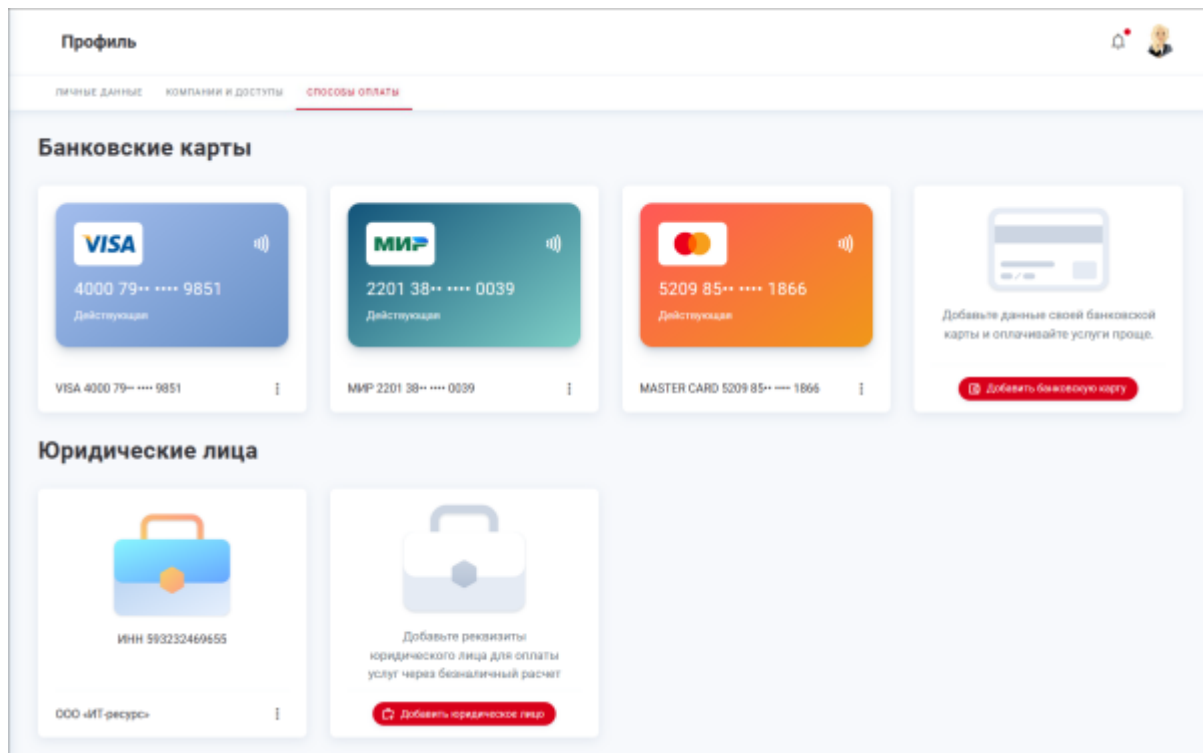 Профиль
ЛИЧНЫЕ ДАННЫЕ КОМПАНИИ И ДОСТУПЫ СПОСОБЫ ОПЛАТЫ
Банковские карты
VISA
4000 79•• •••• 9851
Действующая
VISA 4000 79•• •••• 9851
МИР
2201 38•• •••• 0039
Действующая
МИР 2201 38•• •••• 0039
5209 85•• •••• 1866
Действующая
MASTER CARD 5209 85•• •••• 1866
Добавьте данные своей банковской
карты и оплачивайте услуги проще.
Добавить банковскую карту
Юридические лица
ИНН 593232469655
ООО «ИТ-ресурс»
Добавьте реквизиты
юридического лица для оплаты
услуг через безналичный расчет
Добавить юридическое лицо